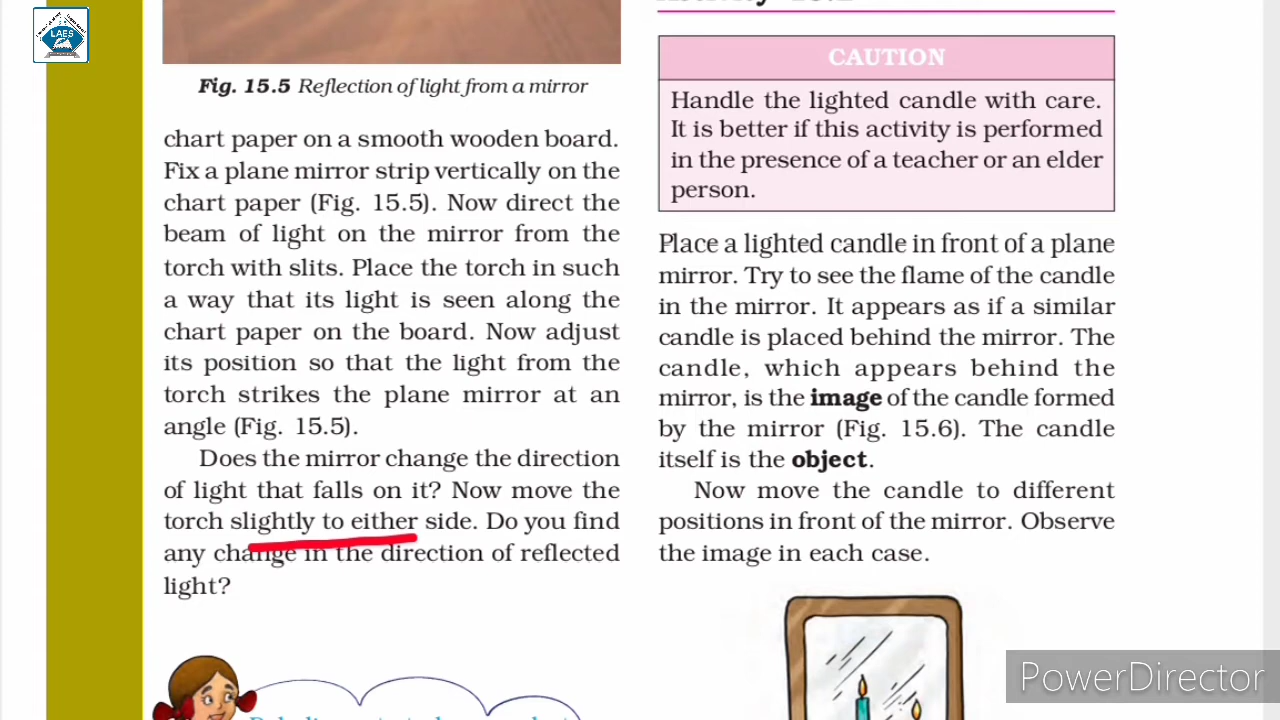 LAES
Fig. 15.5 Reflection of light from a mirror
chart paper on a smooth wooden board.
Fix a plane mirror strip vertically on the
chart paper (Fig. 15.5). Now direct the
beam of light on the mirror from the
torch with slits. Place the torch in such
a way that its light is seen along the
chart paper on the board. Now adjust
its position so that the light from the
torch strikes the plane mirror at an
angle (Fig. 15.5).
Does the mirror change the direction
of light that falls on it? Now move the
torch slightly to either side. Do you find
any change in the direction of reflected
light?
CAUTION
Handle the lighted candle with care.
It is better if this activity is performed
in the presence of a teacher or an elder
person.
Place a lighted candle in front of a plane
mirror. Try to see the flame of the candle
in the mirror. It appears as if a similar
candle is placed behind the mirror. The
candle, which appears behind the
mirror, is the image of the candle formed
by the mirror (Fig. 15.6). The candle
itself is the object.
Now move the candle to different
positions in front of the mirror. Observe
the image in each case.
PowerDirector